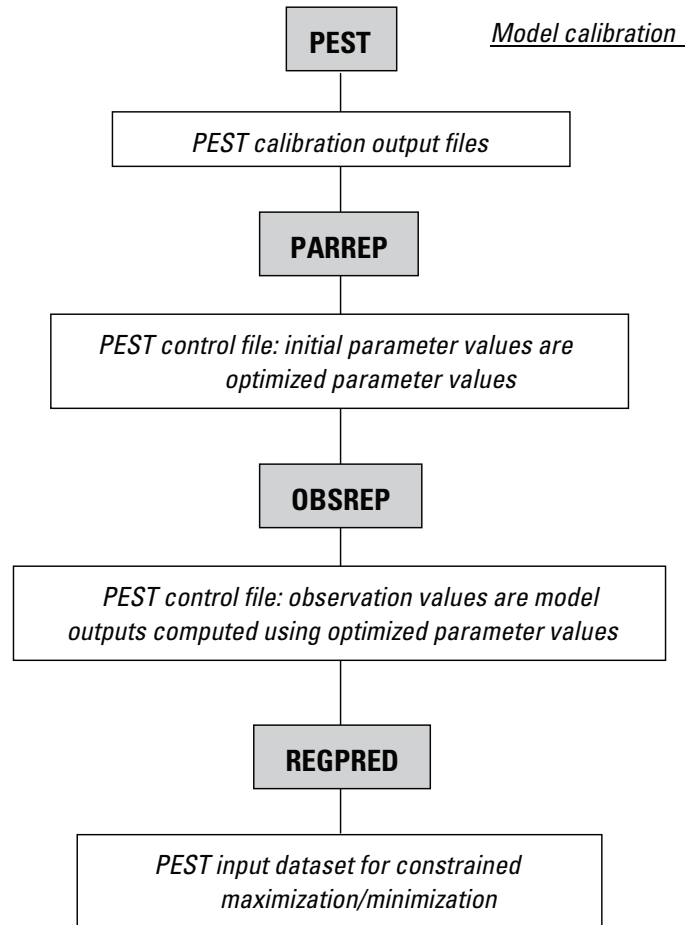 PEST
Model calibration
PEST calibration output files
PARREP
PEST control file: initial parameter values are
optimized parameter values
OBSREP
PEST control file: observation values are model
outputs computed using optimized parameter values
REGPRED
PEST input dataset for constrained
maximization/minimization